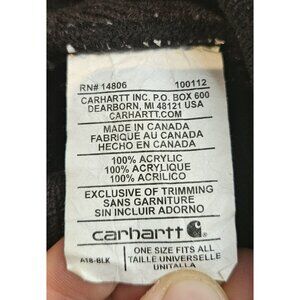 RN# 14806 100112
CARHARTT INC. P.O. BOX 600
DEARBORN, MI 48121 USA
CARHARTT.COM
MADE IN CANADA
FABRIQUE AU CANADA
HECHO EN CANADA
100% ACRYLIC
100% ACRYLIQUE
100% ACRILICO
EXCLUSIVE OF TRIMMING
SANS GARNITURE
SIN INCLUIR ADORNO
carhartt
A18-BLK
ONE SIZE FITS ALL
TAILLE UNIVERSELLE
UNITALLA